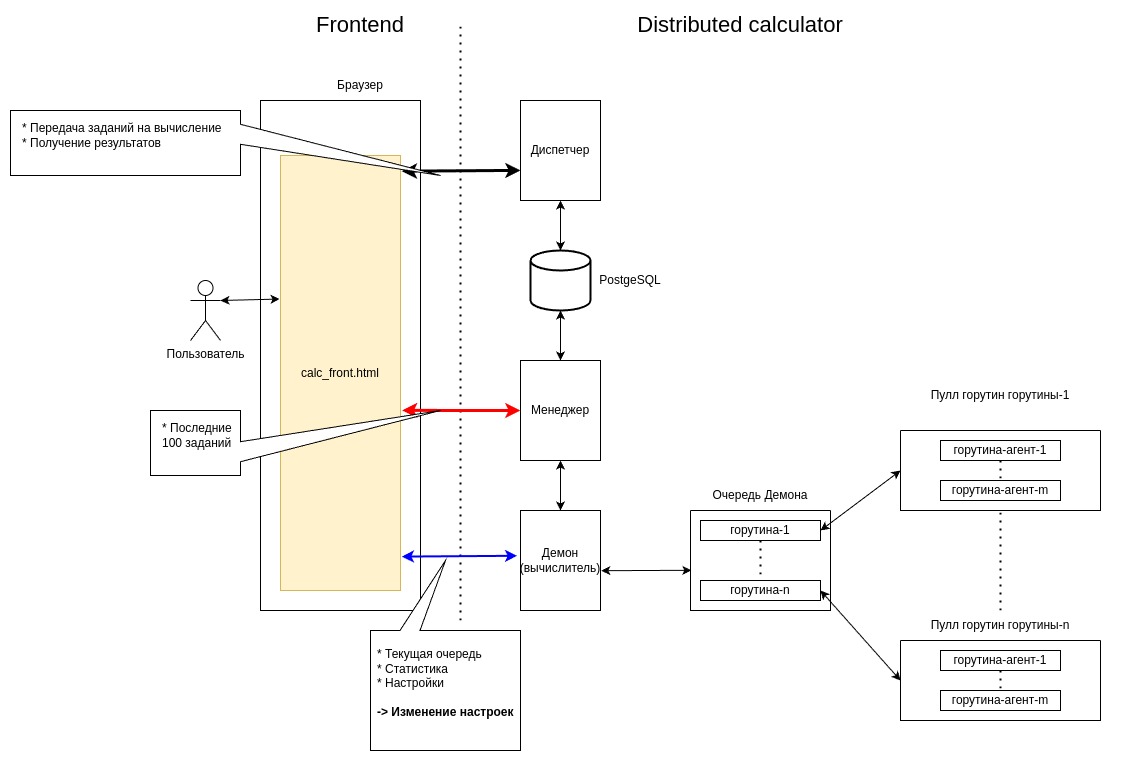 Frontend
Distributed calculator
Браузер
* Передача заданий на вычисление
* Получение результатов
Диспетчер
PostgeSQL
Пользователь
calc_front.html
Менеджер
* Последние
100 заданий
Пулл горутин горутины-1
горутина-агент-1
горутина-агент-m
Очередь Демона
горутина-1
горутина-n
Демон
(вычислитель)
Пулл горутин горутины-n
горутина-агент-1
горутина-агент-m
* Текущая очередь
* Статистика
* Настройки
-> Изменение настроек